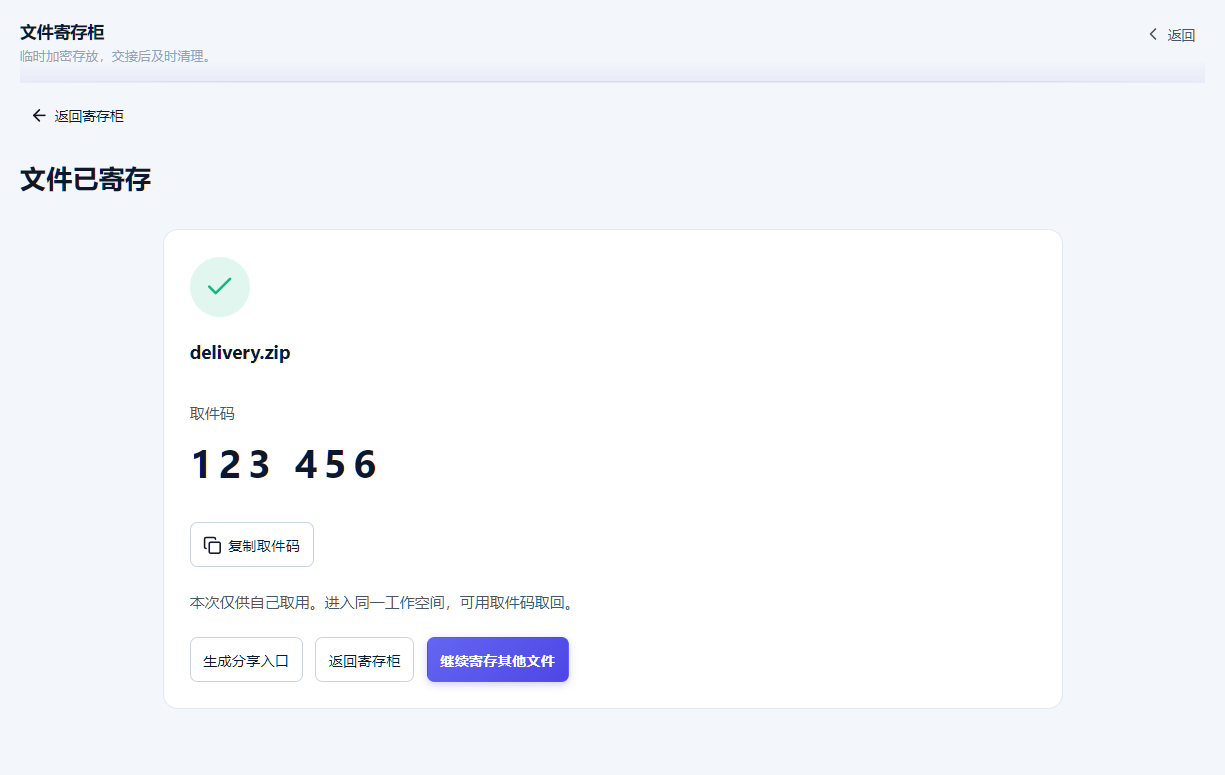 文件寄存柜
临时加密存放，交接后及时清理。
返回
返回寄存柜
文件已寄存
delivery.zip
取件码
123 456
复制取件码
本次仅供自己取用。进入同一工作空间，可用取件码取回。
生成分享入口
返回寄存柜
继续寄存其他文件